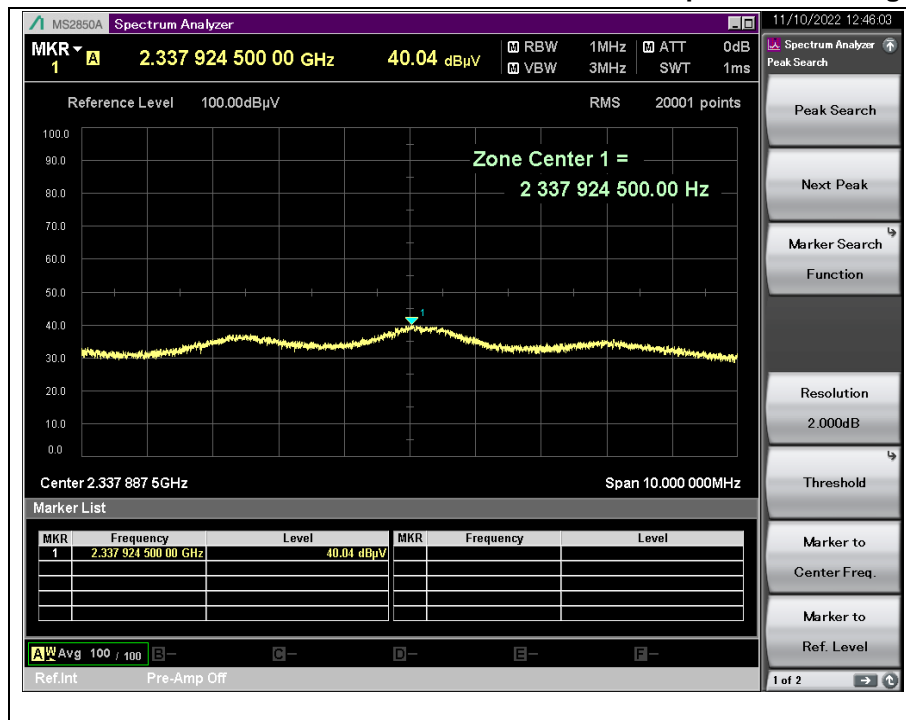 MS2850A Spectrum Analyzer
11/10/2022 12:46:03
MKR 1 A 2.337 924 500 00 GHz 40.04 dBµV
M RBW 1MHz M ATT 0dB
M VBW 3MHz SWT 1ms
Spectrum Analyzer
Peak Search
Reference Level 100.00dBµV RMS 20001 points
Peak Search
100.0
90.0
80.0
70.0
60.0
50.0
40.0
30.0
20.0
10.0
0.0
Zone Center 1 =
2 337 924 500.00 Hz
1
Next Peak
Marker Search
Function
Resolution
2.000dB
Center 2.337 887 5GHz Span 10.000 000MHz
Threshold
Marker List
MKR Frequency Level MKR Frequency Level
1 2.337 924 500 00 GHz 40.04 dBµV
Marker to
Center Freq.
Marker to
Ref. Level
A W Avg 100 / 100 B— C— D— E— F—
Ref.Int Pre-Amp Off
1 of 2